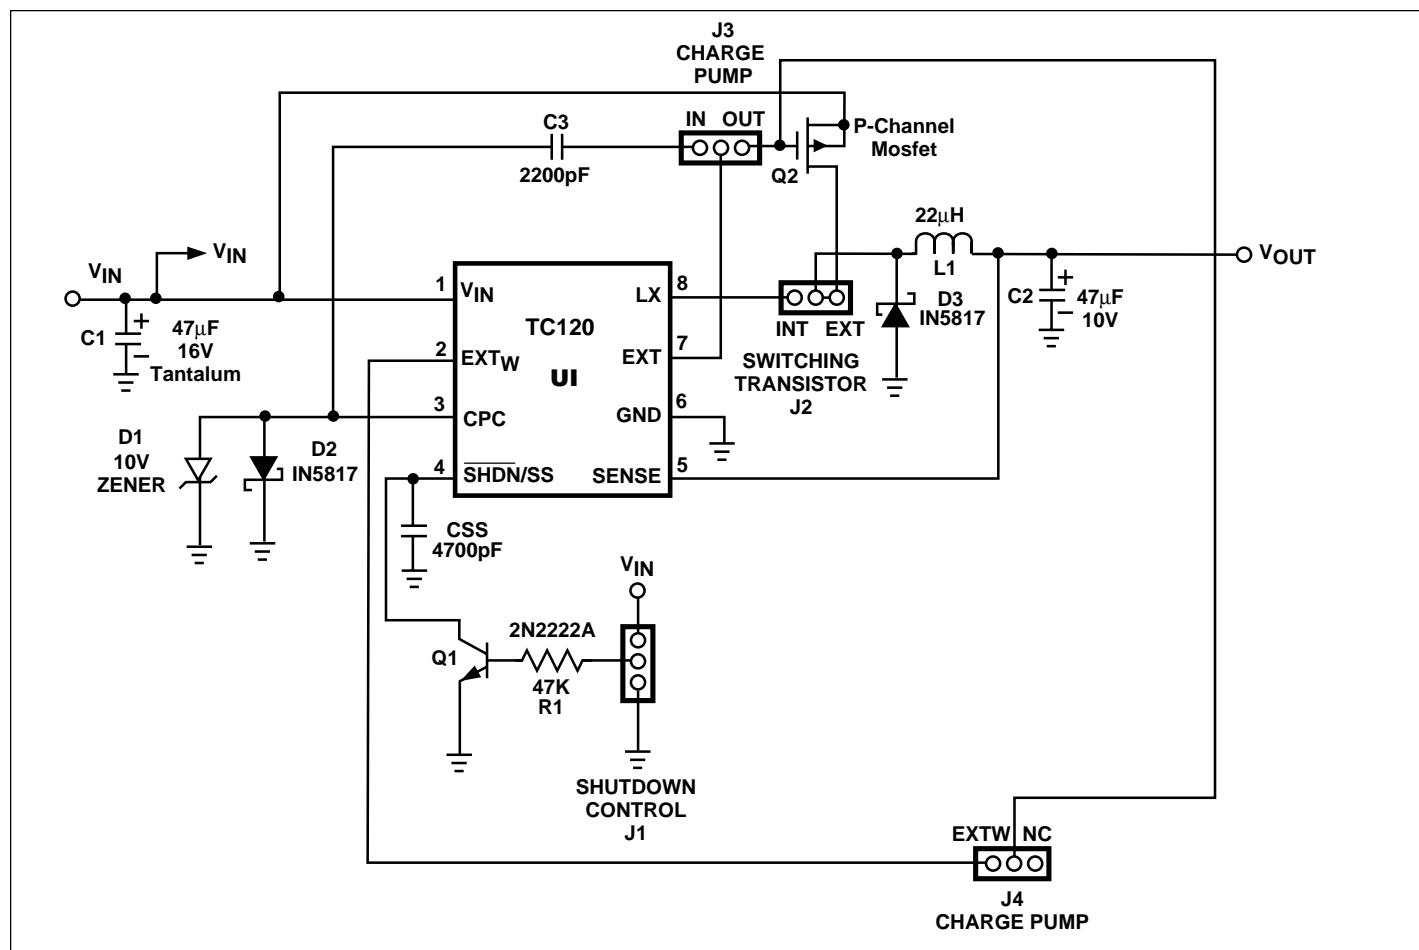 J3
CHARGE
PUMP
IN OUT
C3
2200pF
P-Channel
Mosfet
Q2
22µH
L1
VIN
VIN
VOUT
1
VIN
LX
8
INT EXT
D3
IN5817
C2
47µF
10V
C1
47µF
16V
Tantalum
TC120
UI
2
EXTW
EXT
7
SWITCHING
TRANSISTOR
J2
3
CPC
GND
6
D1
10V
ZENER
D2
IN5817
4
SHDN/SS
SENSE
5
CSS
4700pF
VIN
2N2222A
Q1
47K
R1
SHUTDOWN
CONTROL
J1
EXTW NC
J4
CHARGE PUMP